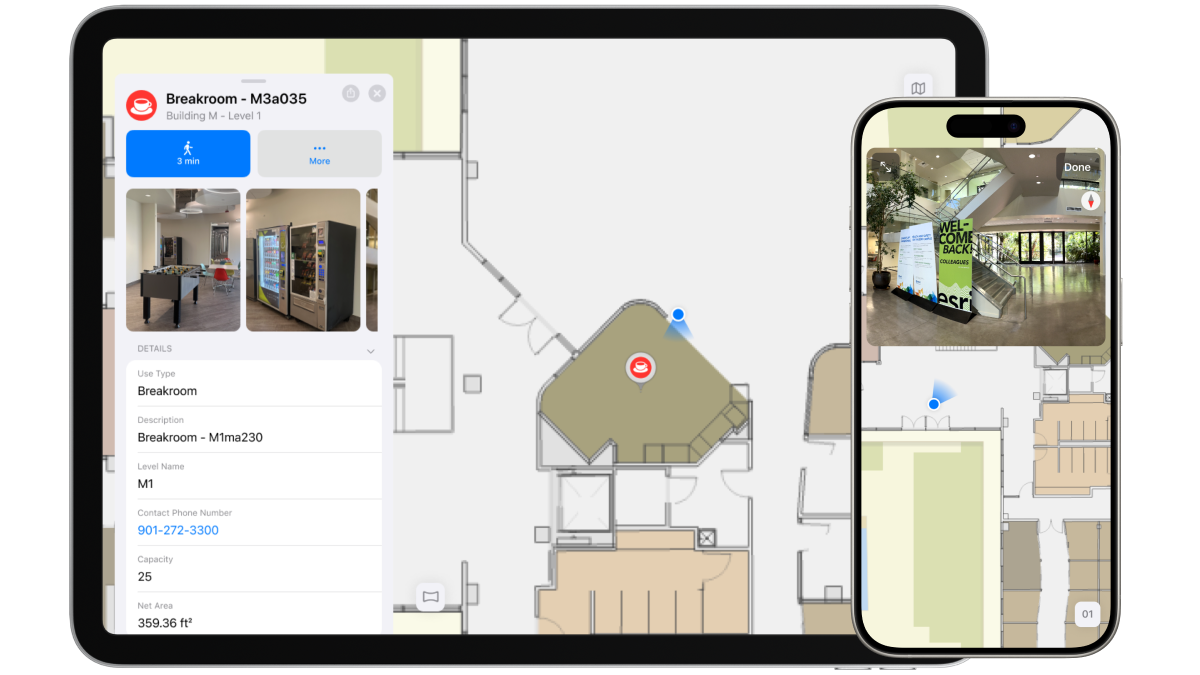 Breakroom - M3a035
Building M - Level 1
3 min
More
DETAILS
Use Type
Breakroom
Description
Breakroom - M1ma230
Level Name
M1
Contact Phone Number
901-272-3300
Capacity
25
Net Area
359.36 ft²
Done
WEL-
COME
BACK
COLLEAGUES
esri
01